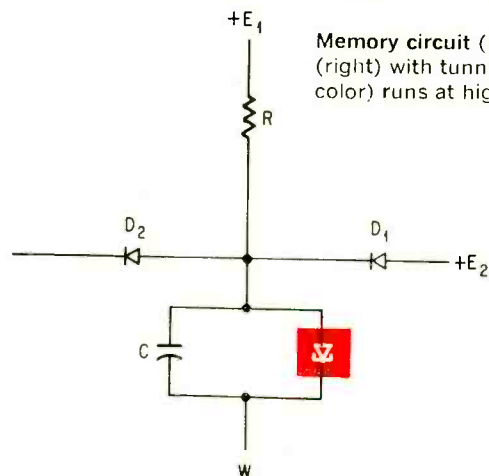 +E₁
Memory circuit (
(right) with tunn
color) runs at hig
R
D₂
D₁
+E₂
C
W